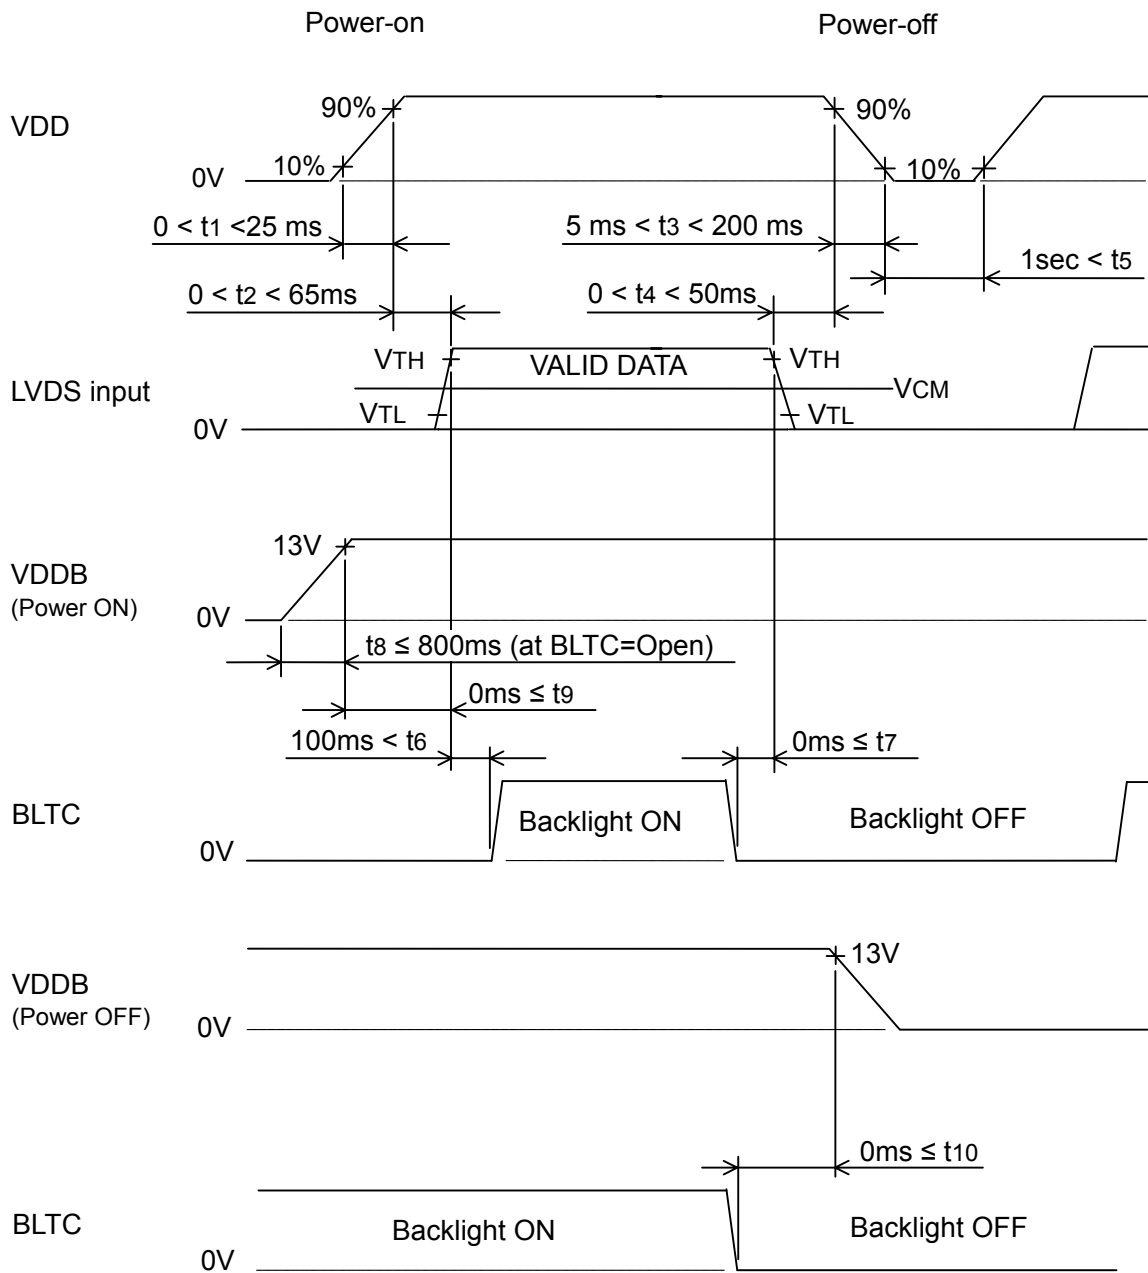 Power-on
Power-off
VDD
90%
90%
10%
10%
0V
0 < t1 <25 ms
5 ms < t3 < 200 ms
1sec < t5
0 < t2 < 65ms
0 < t4 < 50ms
LVDS input
VTH
VALID DATA
VTH
VCM
VTL
VTL
0V
VDDB
(Power ON)
13V
0V
t8 ≤ 800ms (at BLTC=Open)
0ms ≤ t9
100ms < t6
0ms ≤ t7
BLTC
Backlight ON
Backlight OFF
0V
VDDB
(Power OFF)
13V
0V
0ms ≤ t10
BLTC
Backlight ON
Backlight OFF
0V